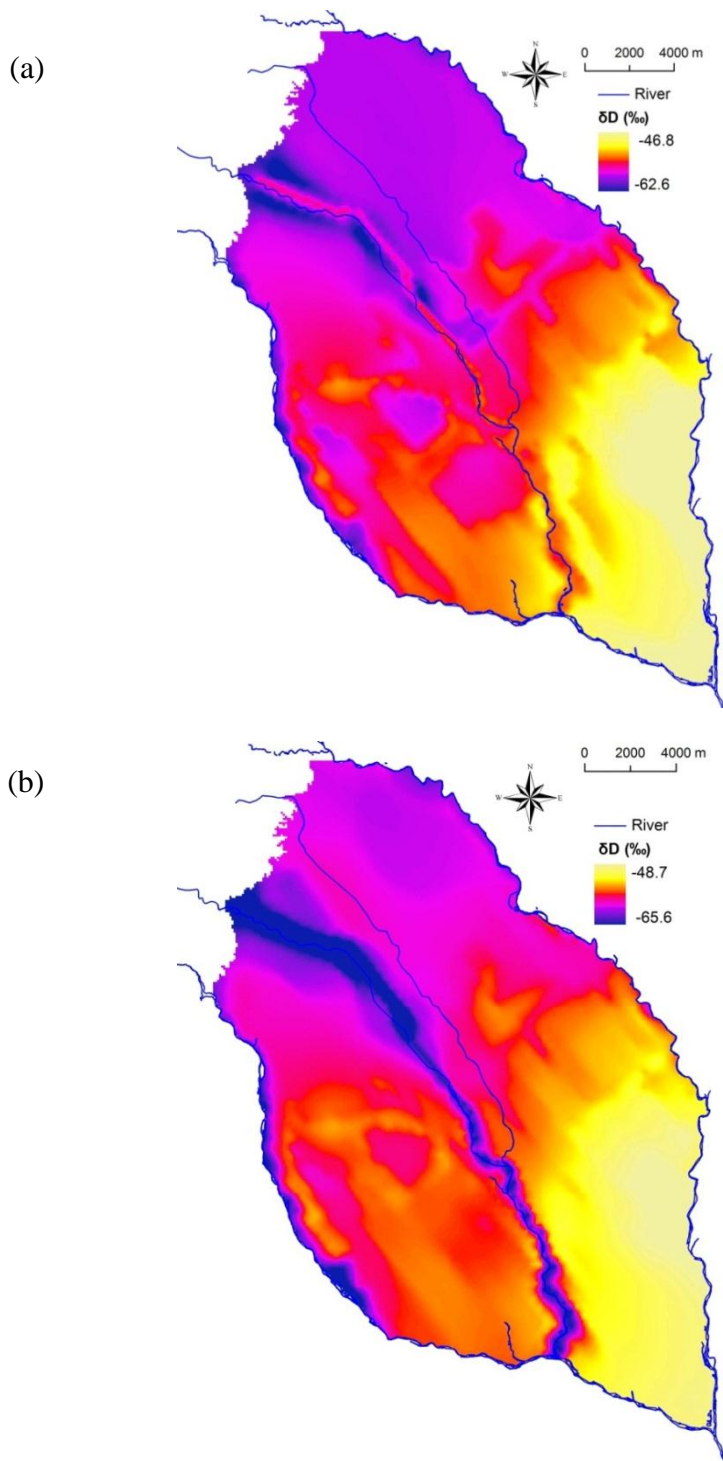 (a)
N
W E
S
0 2000 4000 m
River
δD (‰)
-46.8
-62.6
(b)
N
W E
S
0 2000 4000 m
River
δD (‰)
-48.7
-65.6